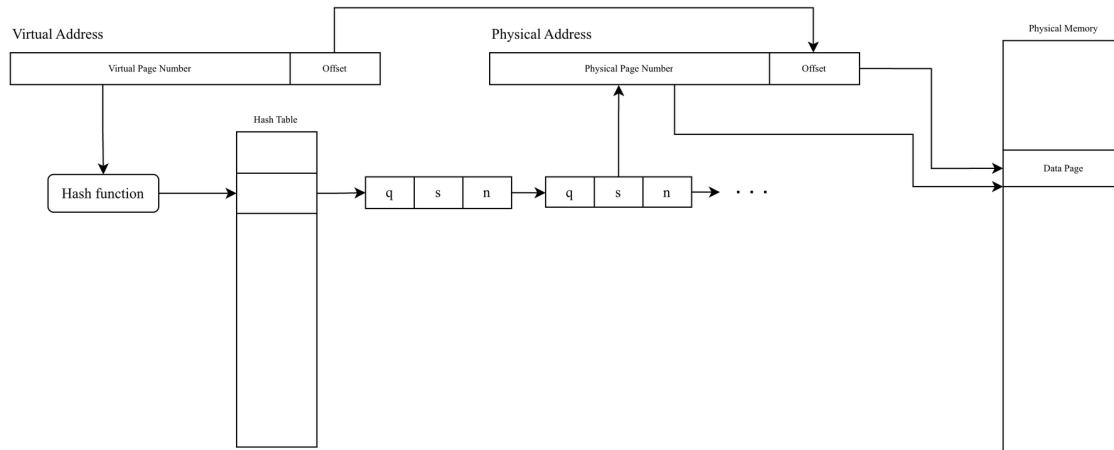 Physical Memory
Virtual Address
Physical Address
Virtual Page Number
Offset
Physical Page Number
Offset
Hash Table
Data Page
Hash function
q
s
n
q
s
n
. . .